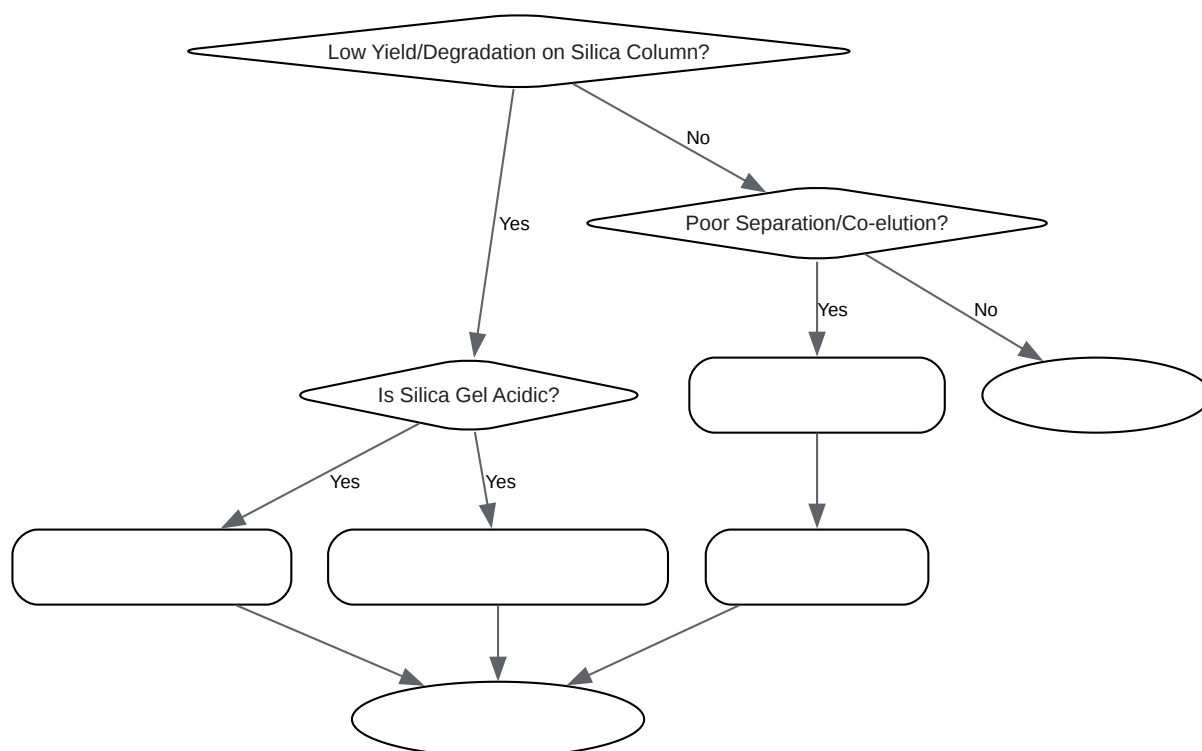 Low Yield/Degradation on Silica Column?
No
Yes
Poor Separation/Co-elution?
Yes
No
Is Silica Gel Acidic?
Yes
Yes